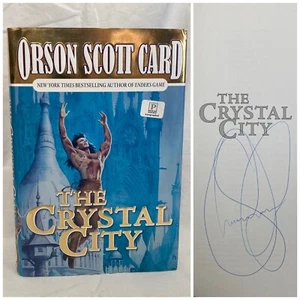 ORSON SCOTT CARD
NEW YORK TIMES BESTSELLING AUTHOR OF ENDER'S GAME
THE
CRYSTAL
CITY
THE
CRYSTAL
CITY